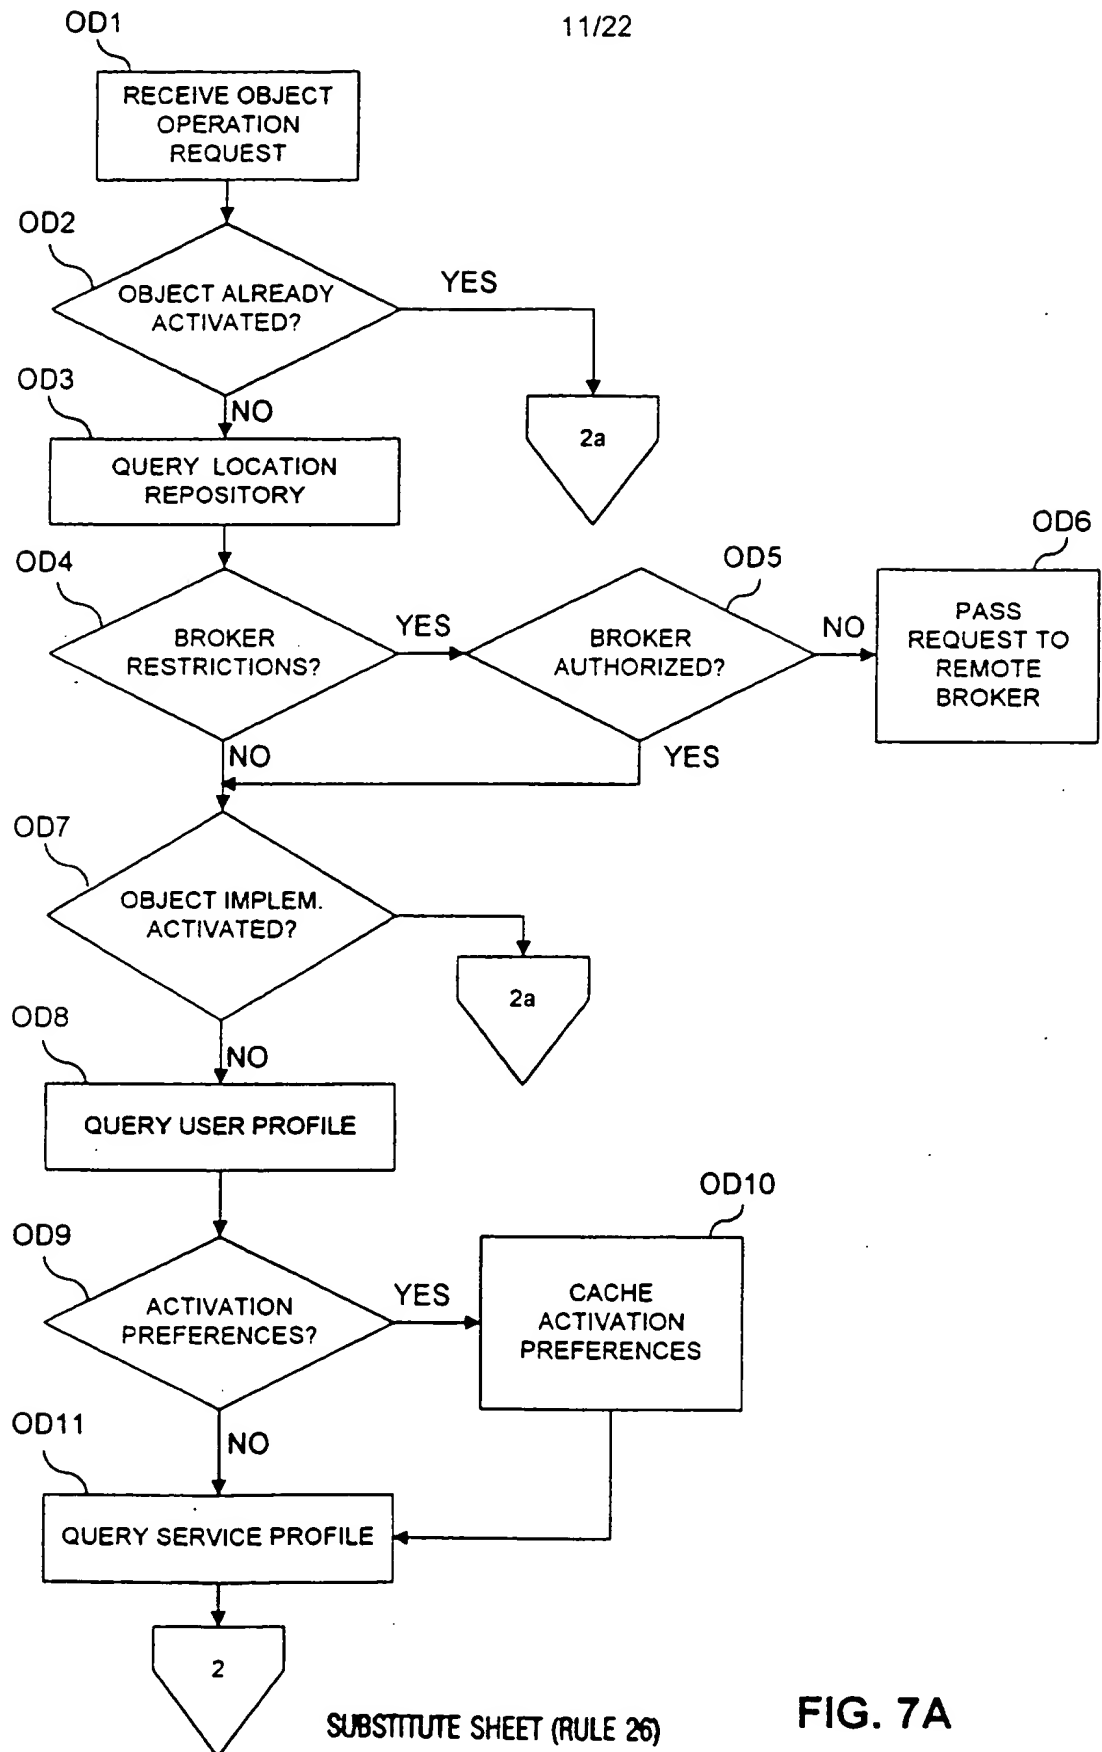 11/22
OD1
RECEIVE OBJECT
OPERATION
REQUEST
OD2
OBJECT ALREADY
ACTIVATED?
YES
2a
NO
OD3
QUERY LOCATION
REPOSITORY
OD4
BROKER
RESTRICTIONS?
YES
OD5
BROKER
AUTHORIZED?
NO
OD6
PASS
REQUEST TO
REMOTE
BROKER
NO
YES
OD7
OBJECT IMPLEM.
ACTIVATED?
2a
NO
OD8
QUERY USER PROFILE
OD9
ACTIVATION
PREFERENCES?
YES
OD10
CACHE
ACTIVATION
PREFERENCES
NO
OD11
QUERY SERVICE PROFILE
2
SUBSTITUTE SHEET (RULE 26)
FIG. 7A